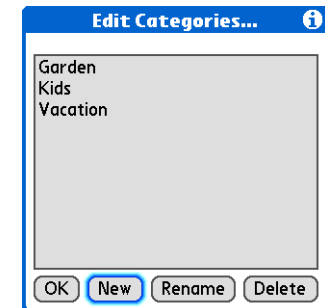 Edit Categories...
Garden
Kids
Vacation
OK New Rename Delete